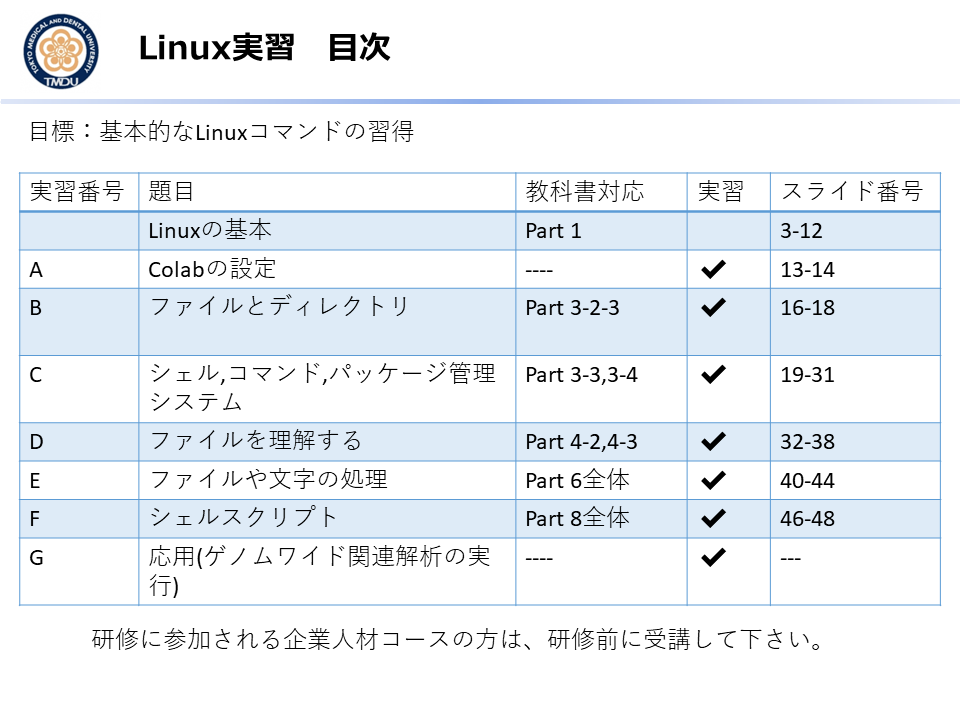 TOKYO MEDICAL AND DENTAL UNIVERSITY
TMDU
Linux実習　目次
目標：基本的なLinuxコマンドの習得
実習番号 題目 教科書対応 実習 スライド番号
Linuxの基本 Part 1 3-12
A Colabの設定 ---- ✔ 13-14
B ファイルとディレクトリ Part 3-2-3 ✔ 16-18
C シェル,コマンド,パッケージ管理 Part 3-3,3-4 ✔ 19-31
システム
D ファイルを理解する Part 4-2,4-3 ✔ 32-38
E ファイルや文字の処理 Part 6全体 ✔ 40-44
F シェルスクリプト Part 8全体 ✔ 46-48
G 応用(ゲノムワイド関連解析の実 ---- ✔ ---
行)
研修に参加される企業人材コースの方は、研修前に受講して下さい。